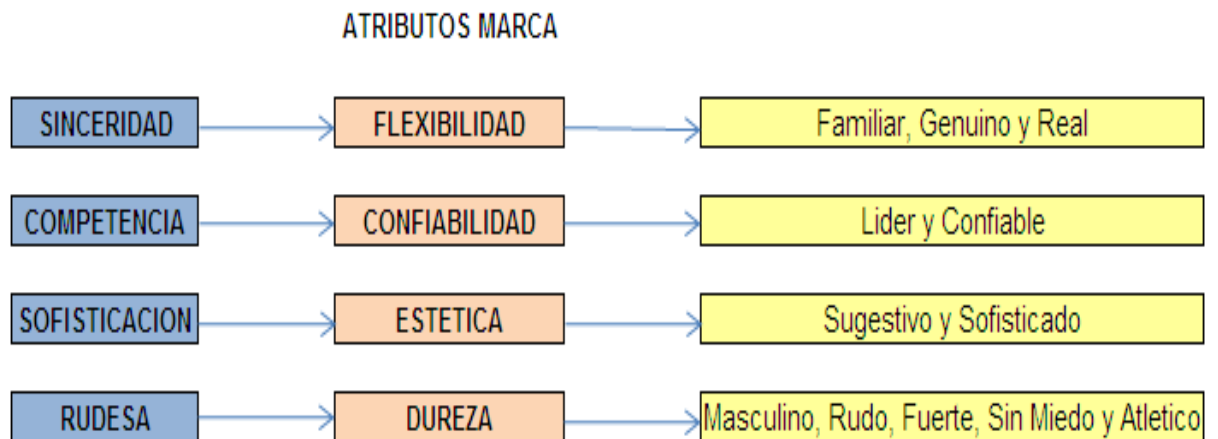 ATRIBUTOS MARCA
SINCERIDAD FLEXIBILIDAD Familiar, Genuino y Real
COMPETENCIA CONFIABILIDAD Lider y Confiable
SOFISTICACION ESTETICA Sugestivo y Sofisticado
RUDESA DUREZA Masculino, Rudo, Fuerte, Sin Miedo y Atletico